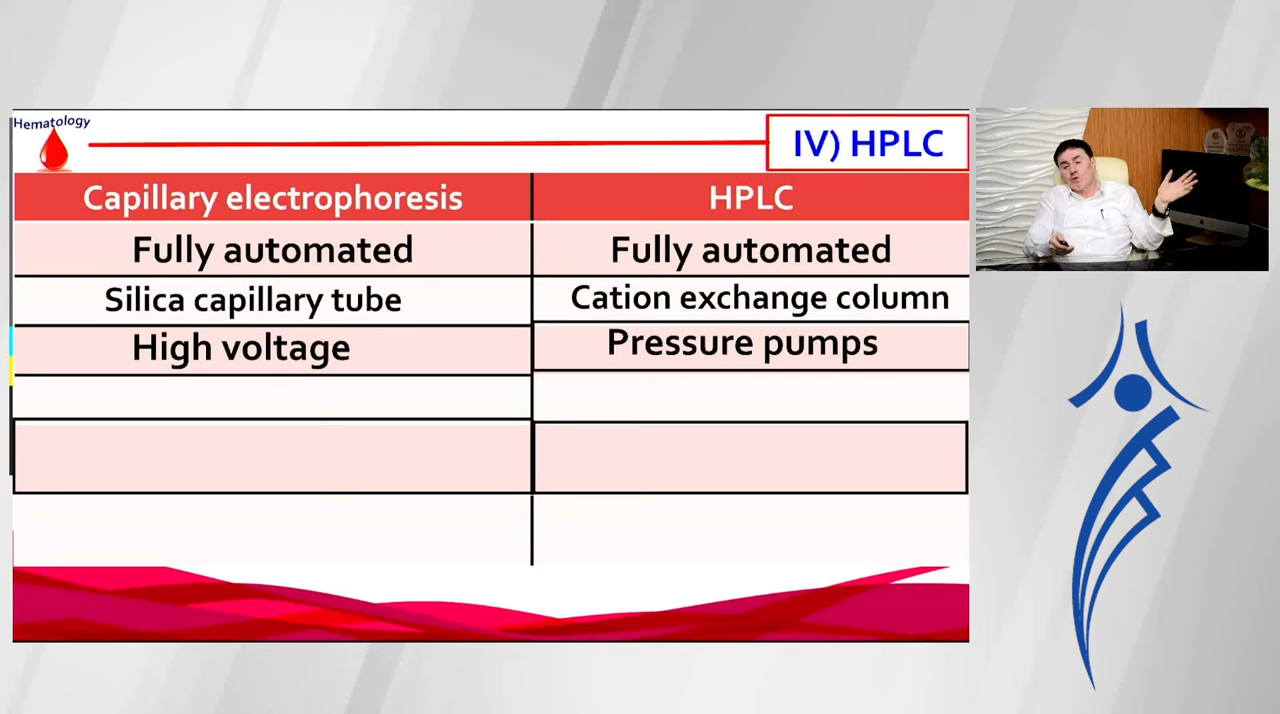 Hematology
IV) HPLC
Capillary electrophoresis HPLC
Fully automated Fully automated
Silica capillary tube Cation exchange column
High voltage Pressure pumps